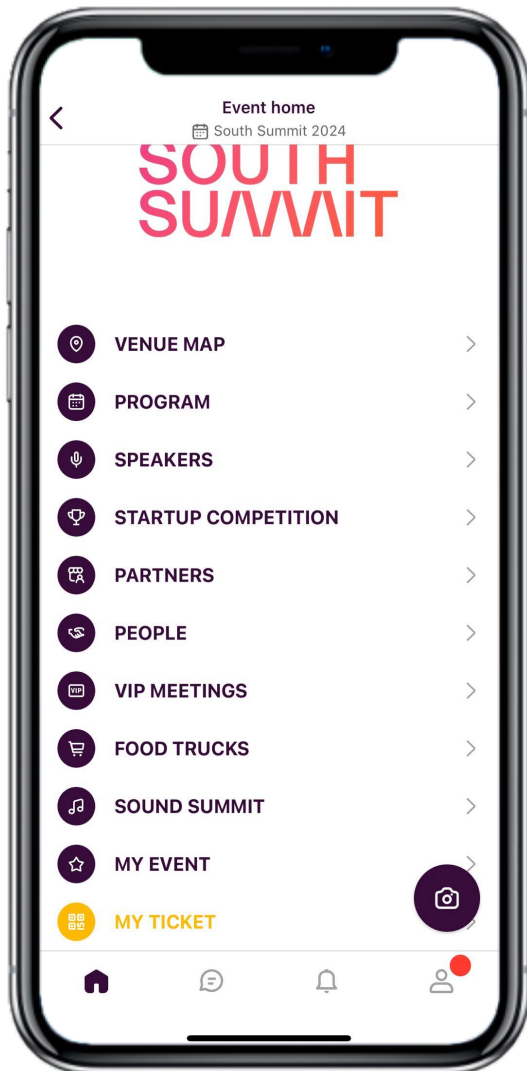 Event home
South Summit 2024
SOUTH
SUMMIT
VENUE MAP
PROGRAM
SPEAKERS
STARTUP COMPETITION
PARTNERS
PEOPLE
VIP
VIP MEETINGS
FOOD TRUCKS
SOUND SUMMIT
MY EVENT
MY TICKET